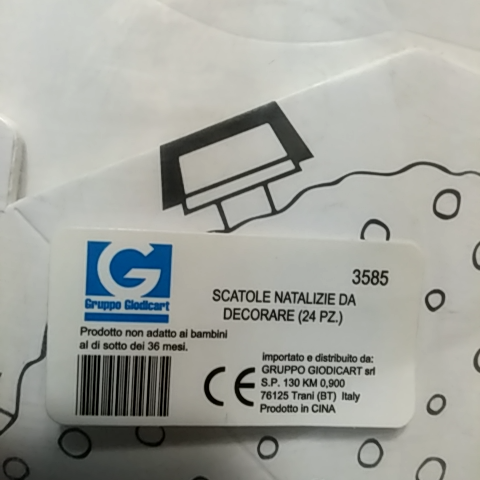 3585
Gruppo Giodicart
SCATOLE NATALIZIE DA
DECORARE (24 PZ.)
Prodotto non adatto ai bambini
al di sotto dei 36 mesi.
CE
importato e distribuito da:
GRUPPO GIODICART srl
S.P. 130 KM 0,900
76125 Trani (BT) Italy
Prodotto in CINA